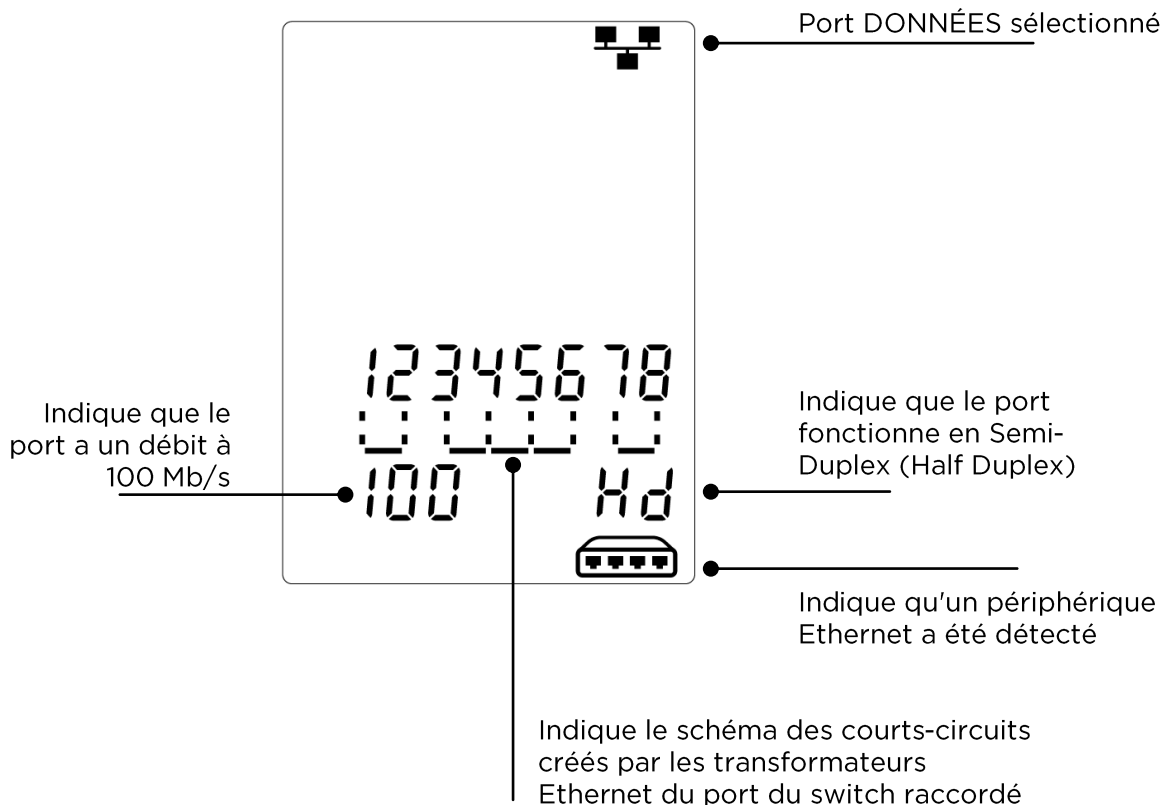 Port DONNÉES sélectionné
12345678
Indique que le
port a un débit à
100 Mb/s
Indique que le port
fonctionne en Semi-
Duplex (Half Duplex)
100 Hd
Indique qu'un périphérique
Ethernet a été détecté
Indique le schéma des courts-circuits
créés par les transformateurs
Ethernet du port du switch raccordé